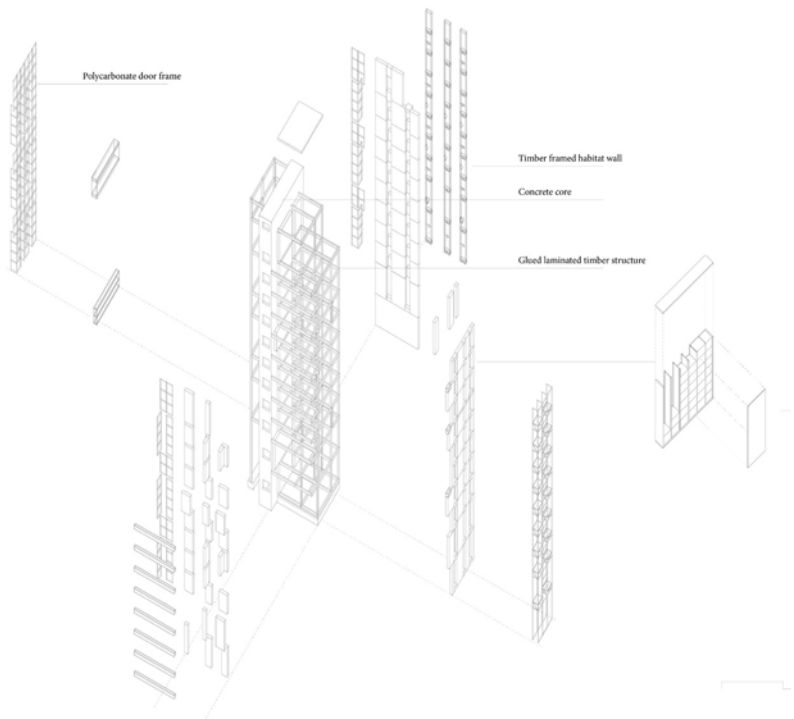 Polycarbonate door frame
Timber framed habitat wall
Concrete core
Glued laminated timber structure